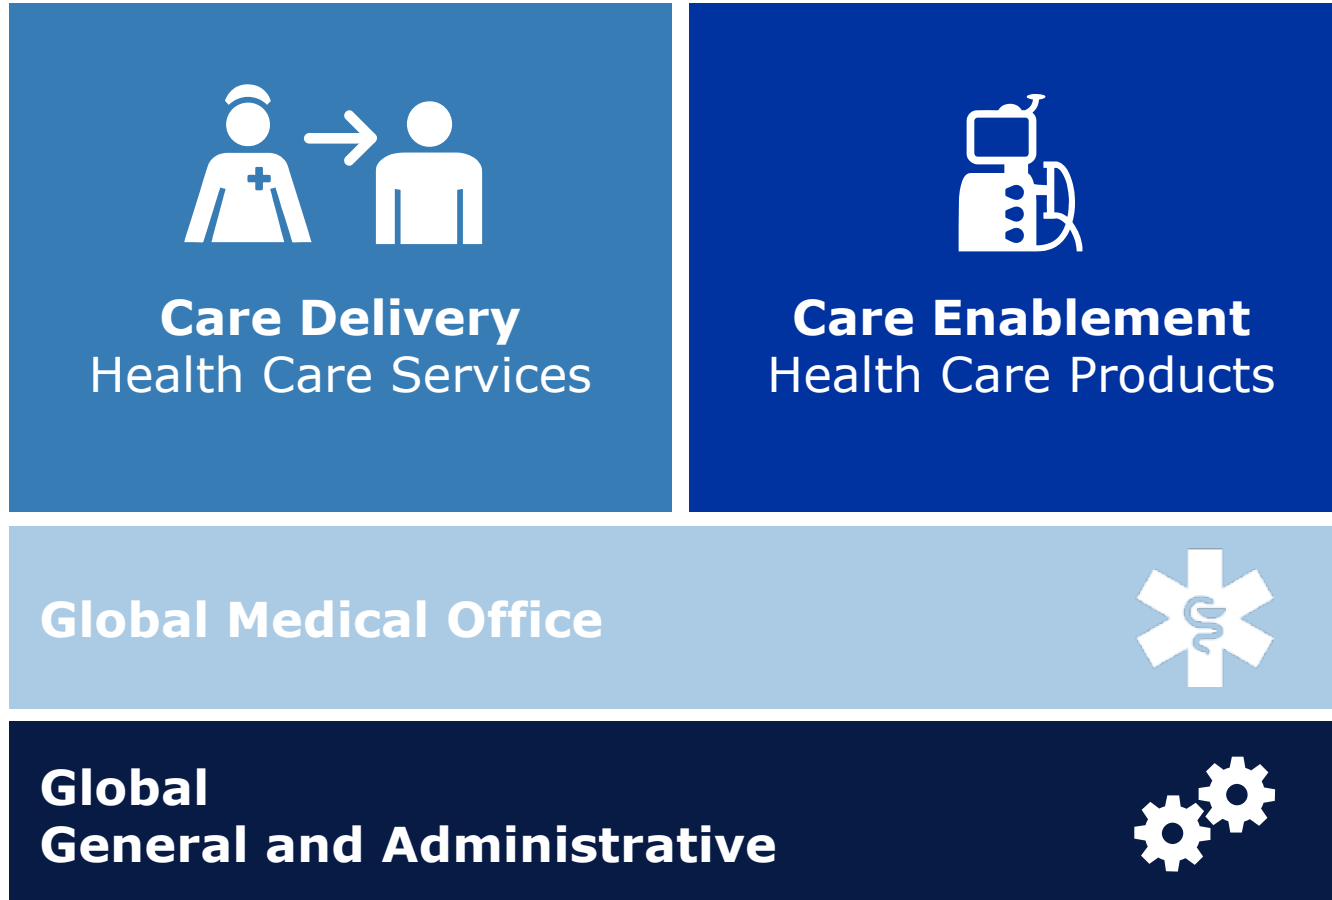 Care Delivery
Health Care Services
Care Enablement
Health Care Products
Global Medical Office
Global
General and Administrative